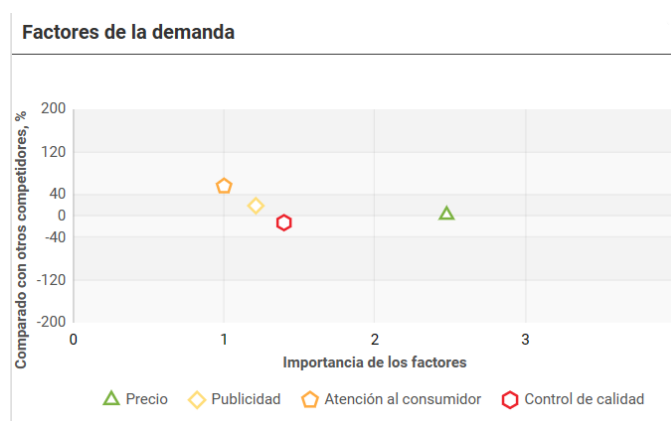 Factores de la demanda
Comparado con otros competidores, %
200
120
40
0
-40
-120
-200
0
1
2
3
Importancia de los factores
Precio
Publicidad
Atención al consumidor
Control de calidad